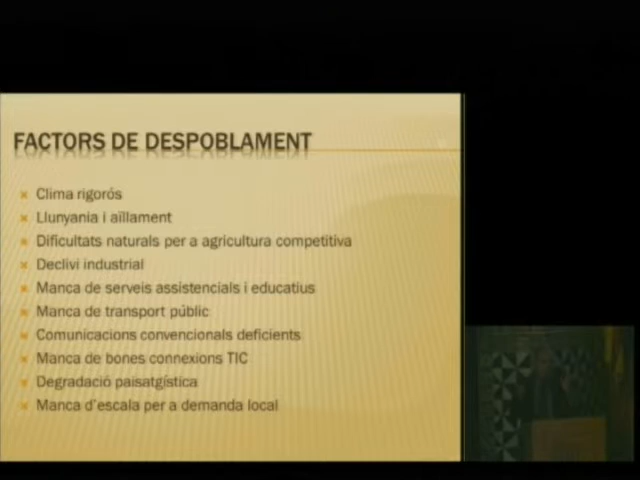 FACTORS DE DESPOBLAMENT
Clima rigorós
Llunyania i aïllament
Dificultats naturals per a agricultura competitiva
Declivi industrial
Manca de serveis assistencials i educatius
Manca de transport públic
Comunicacions convencionals deficients
Manca de bones connexions TIC
Degradació paisatgística
Manca d'escala per a demanda local